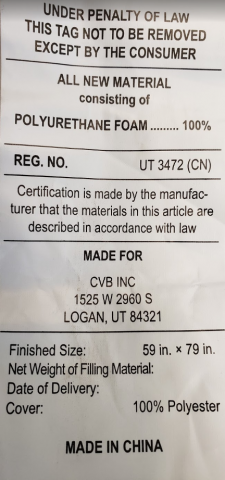 UNDER PENALTY OF LAW
THIS TAG NOT TO BE REMOVED
EXCEPT BY THE CONSUMER
ALL NEW MATERIAL
consisting of
POLYURETHANE FOAM ......... 100%
REG. NO. UT 3472 (CN)
Certification is made by the manufac-
turer that the materials in this article are
described in accordance with law
MADE FOR
CVB INC
1525 W 2960 S
LOGAN, UT 84321
Finished Size: 59 in. × 79 in.
Net Weight of Filling Material:
Date of Delivery:
Cover: 100% Polyester
MADE IN CHINA